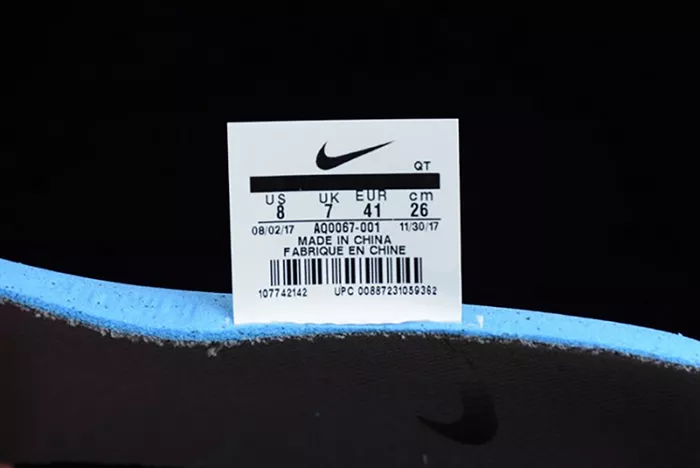 QT
US UK EUR cm
8 7 41 26
08/02/17 AQ0067-001 11/30/17
MADE IN CHINA
FABRIQUE EN CHINE
107742142 UPC 00887231059362